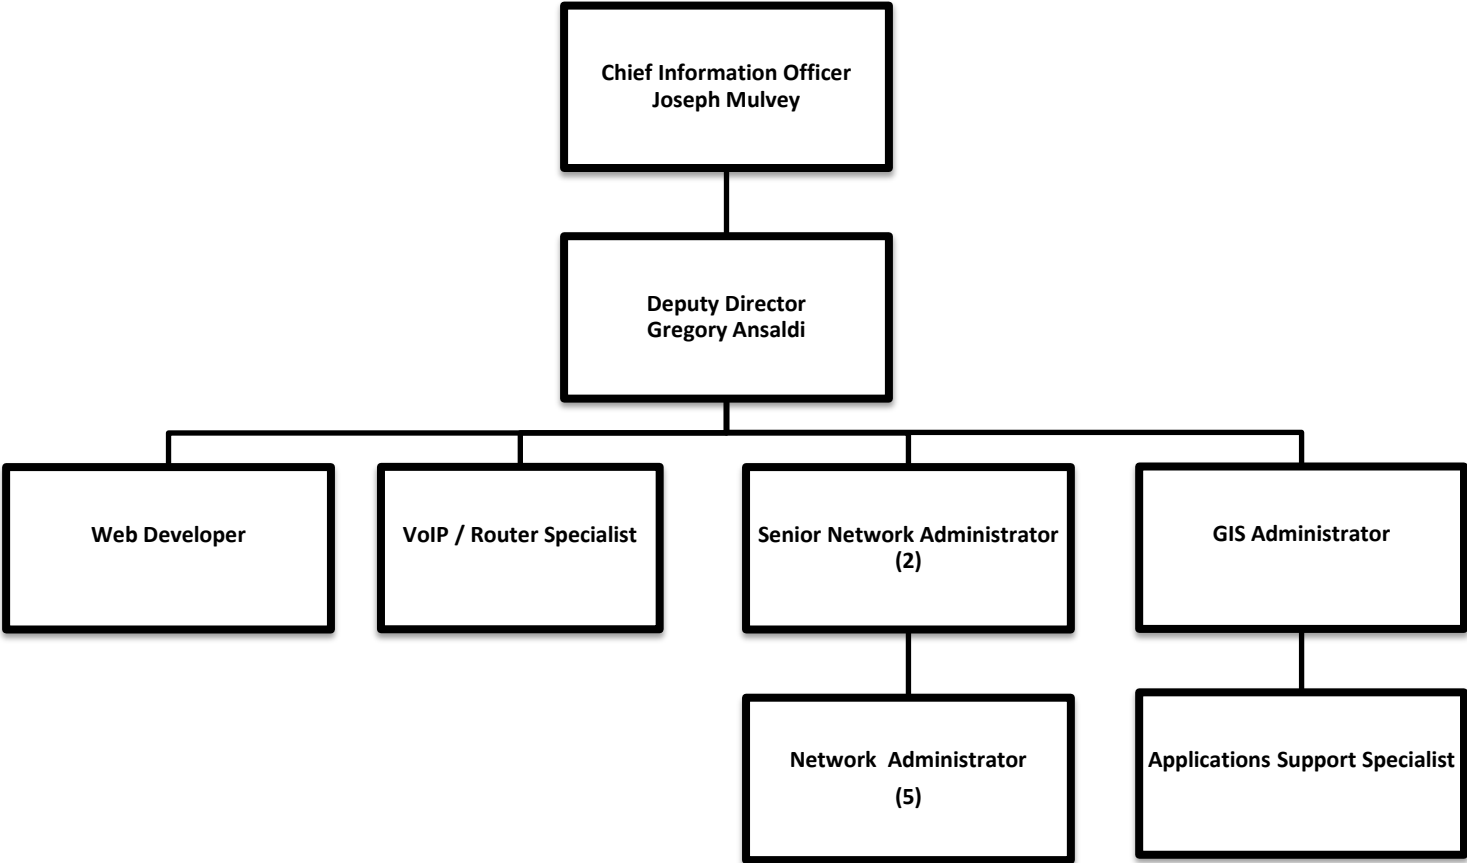 Chief Information Officer
Joseph Mulvey
Deputy Director
Gregory Ansaldi
Web Developer
VoIP / Router Specialist
Senior Network Administrator
(2)
GIS Administrator
Network  Administrator
(5)
Applications Support Specialist